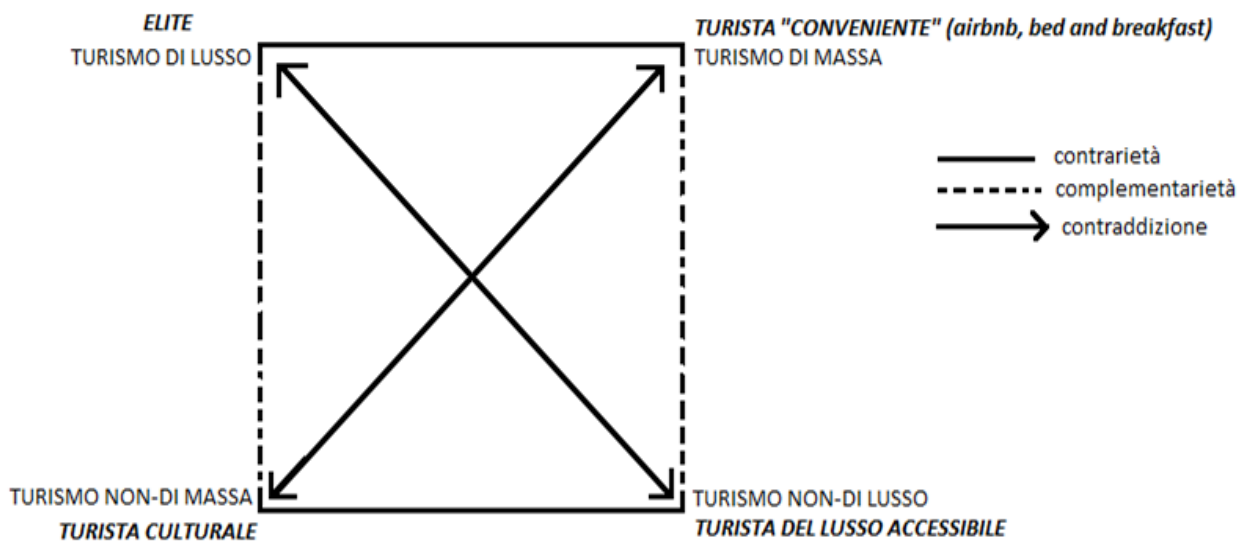 ELITE
TURISMO DI LUSSO
TURISTA "CONVENIENTE" (airbnb, bed and breakfast)
TURISMO DI MASSA
contrarietà
complementarietà
contraddizione
TURISMO NON-DI MASSA
TURISTA CULTURALE
TURISMO NON-DI LUSSO
TURISTA DEL LUSSO ACCESSIBILE